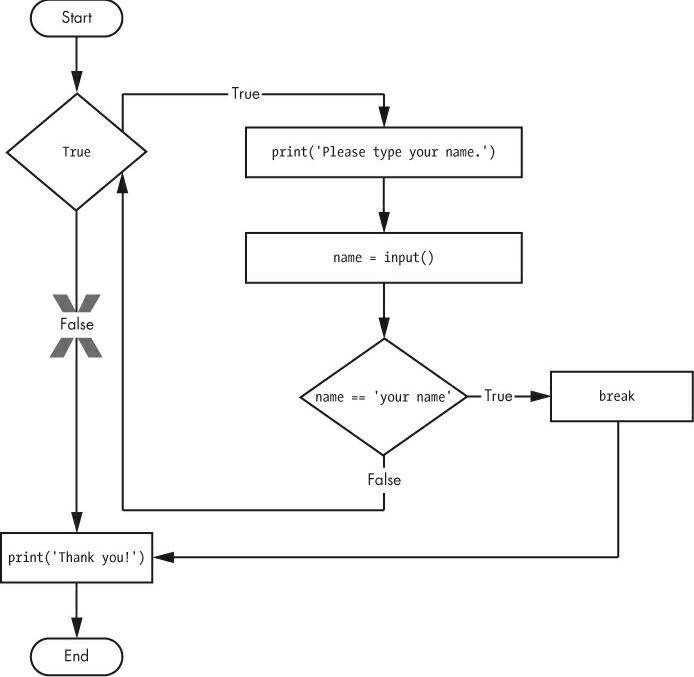 Start
True
True
print('Please type your name.')
name = input()
False
name == 'your name'
True
break
False
print('Thank you!')
End